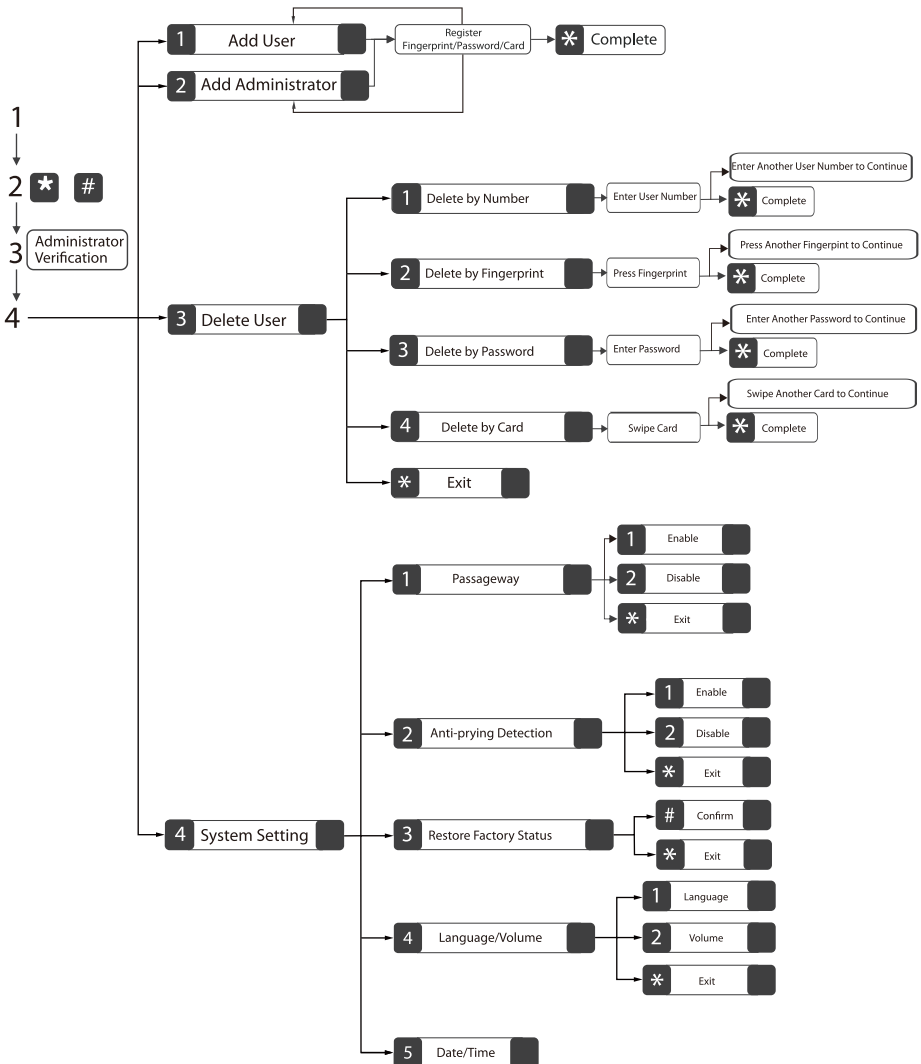 1 Add User
Register
Fingerprint/Password/Card
* Complete
2 Add Administrator
1
2 * #
3 Administrator
Verification
4
3 Delete User
1 Delete by Number
Enter User Number
Enter Another User Number to Continue
* Complete
2 Delete by Fingerprint
Press Fingerprint
Press Another Fingerpint to Continue
* Complete
3 Delete by Password
Enter Password
Enter Another Password to Continue
* Complete
4 Delete by Card
Swipe Card
Swipe Another Card to Continue
* Complete
* Exit
4 System Setting
1 Passageway
1 Enable
2 Disable
* Exit
2 Anti-prying Detection
1 Enable
2 Disable
* Exit
3 Restore Factory Status
# Confirm
* Exit
4 Language/Volume
1 Language
2 Volume
* Exit
5 Date/Time